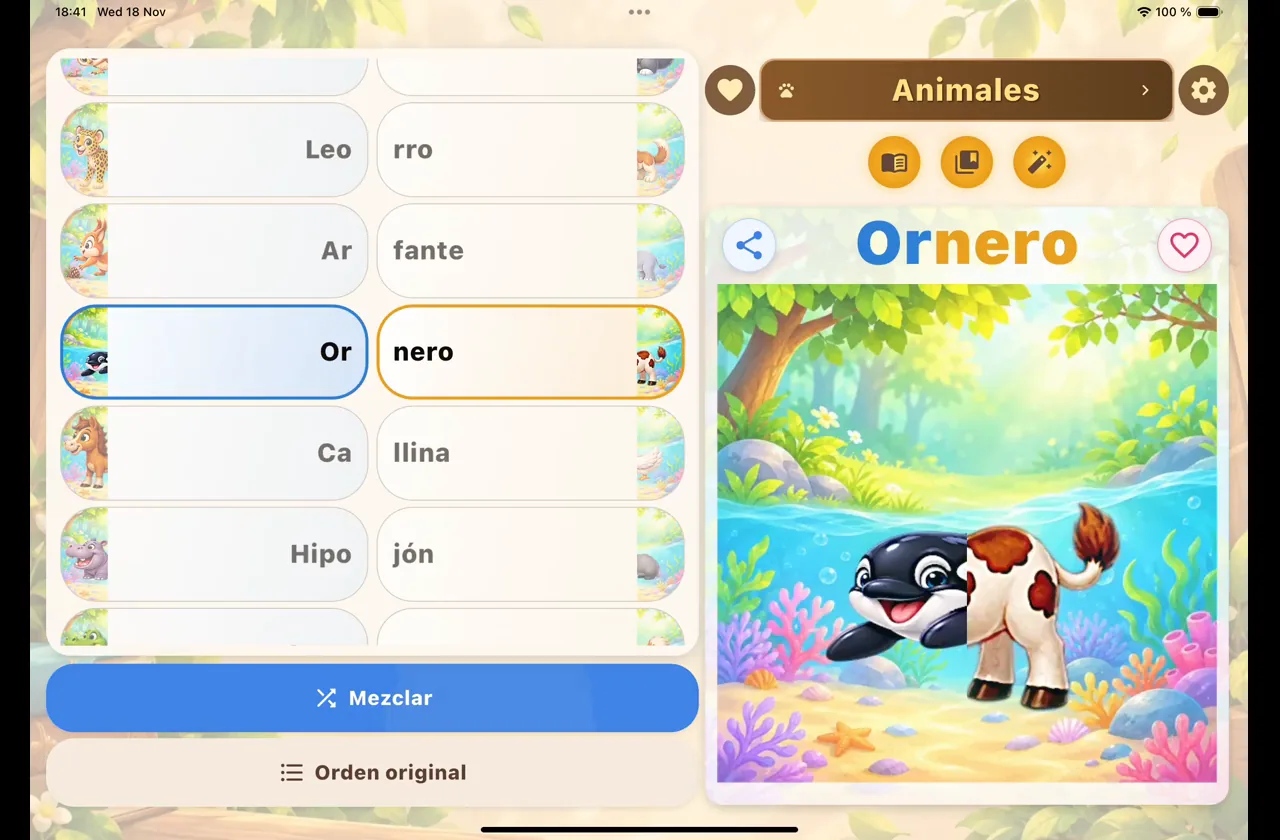 18:41 Wed 18 Nov
100 %
Animales
Leo rro
Ar fante
Or nero
Ca llina
Hipo jón
Ornero
Mezclar
Orden original